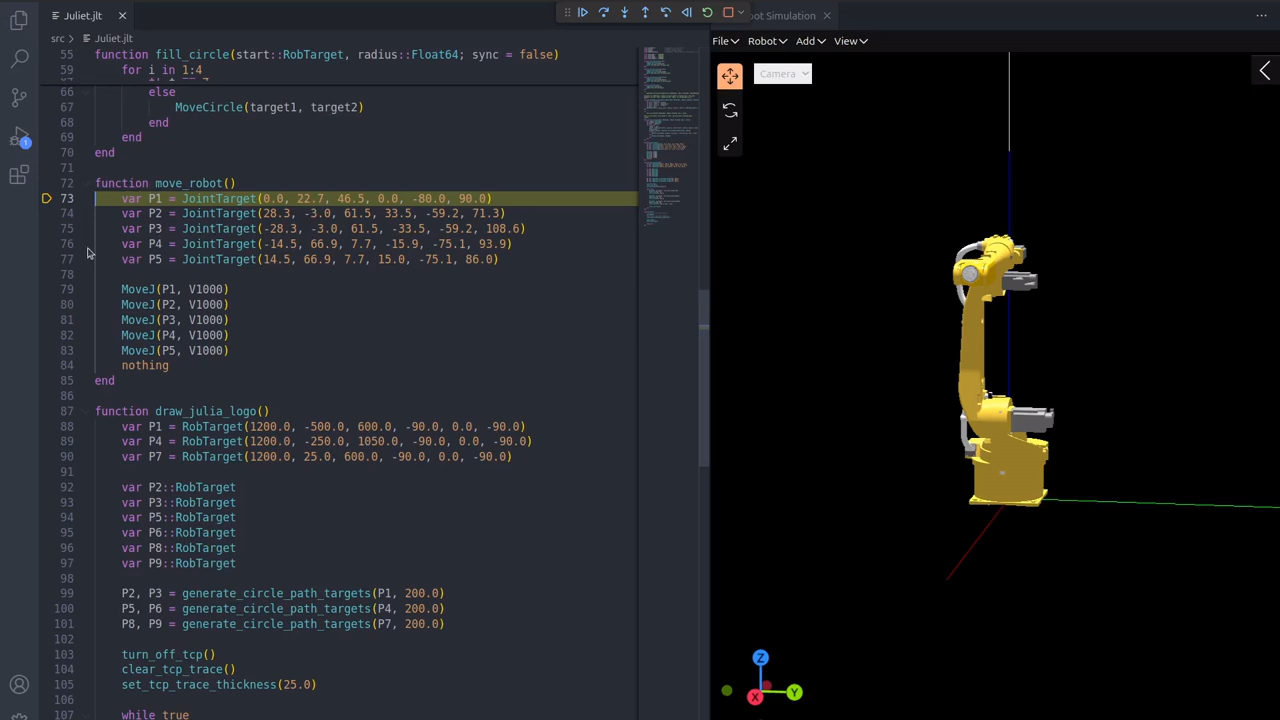 Juliet.jlt
ot Simulation
src > Juliet.jlt
File Robot Add View
Camera
55 function fill_circle(start::RobTarget, radius::Float64; sync = false)
59 for i in 1:4
66 else
67 MoveCircle(target1, target2)
68 end
69 end
70 end
71
72 function move_robot()
73 var P1 = JointTarget(0.0, 22.7, 46.5, 0.0, -80.0, 90.0)
74 var P2 = JointTarget(28.3, -3.0, 61.5, 33.5, -59.2, 71.3)
75 var P3 = JointTarget(-28.3, -3.0, 61.5, -33.5, -59.2, 108.6)
76 var P4 = JointTarget(-14.5, 66.9, 7.7, -15.9, -75.1, 93.9)
77 var P5 = JointTarget(14.5, 66.9, 7.7, 15.0, -75.1, 86.0)
78
79 MoveJ(P1, V1000)
80 MoveJ(P2, V1000)
81 MoveJ(P3, V1000)
82 MoveJ(P4, V1000)
83 MoveJ(P5, V1000)
84 nothing
85 end
86
87 function draw_julia_logo()
88 var P1 = RobTarget(1200.0, -500.0, 600.0, -90.0, 0.0, -90.0)
89 var P4 = RobTarget(1200.0, -250.0, 1050.0, -90.0, 0.0, -90.0)
90 var P7 = RobTarget(1200.0, 25.0, 600.0, -90.0, 0.0, -90.0)
91
92 var P2::RobTarget
93 var P3::RobTarget
94 var P5::RobTarget
95 var P6::RobTarget
96 var P8::RobTarget
97 var P9::RobTarget
98
99 P2, P3 = generate_circle_path_targets(P1, 200.0)
100 P5, P6 = generate_circle_path_targets(P4, 200.0)
101 P8, P9 = generate_circle_path_targets(P7, 200.0)
102
103 turn_off_tcp()
104 clear_tcp_trace()
105 set_tcp_trace_thickness(25.0)
106
107 while true
1
Z
X
Y